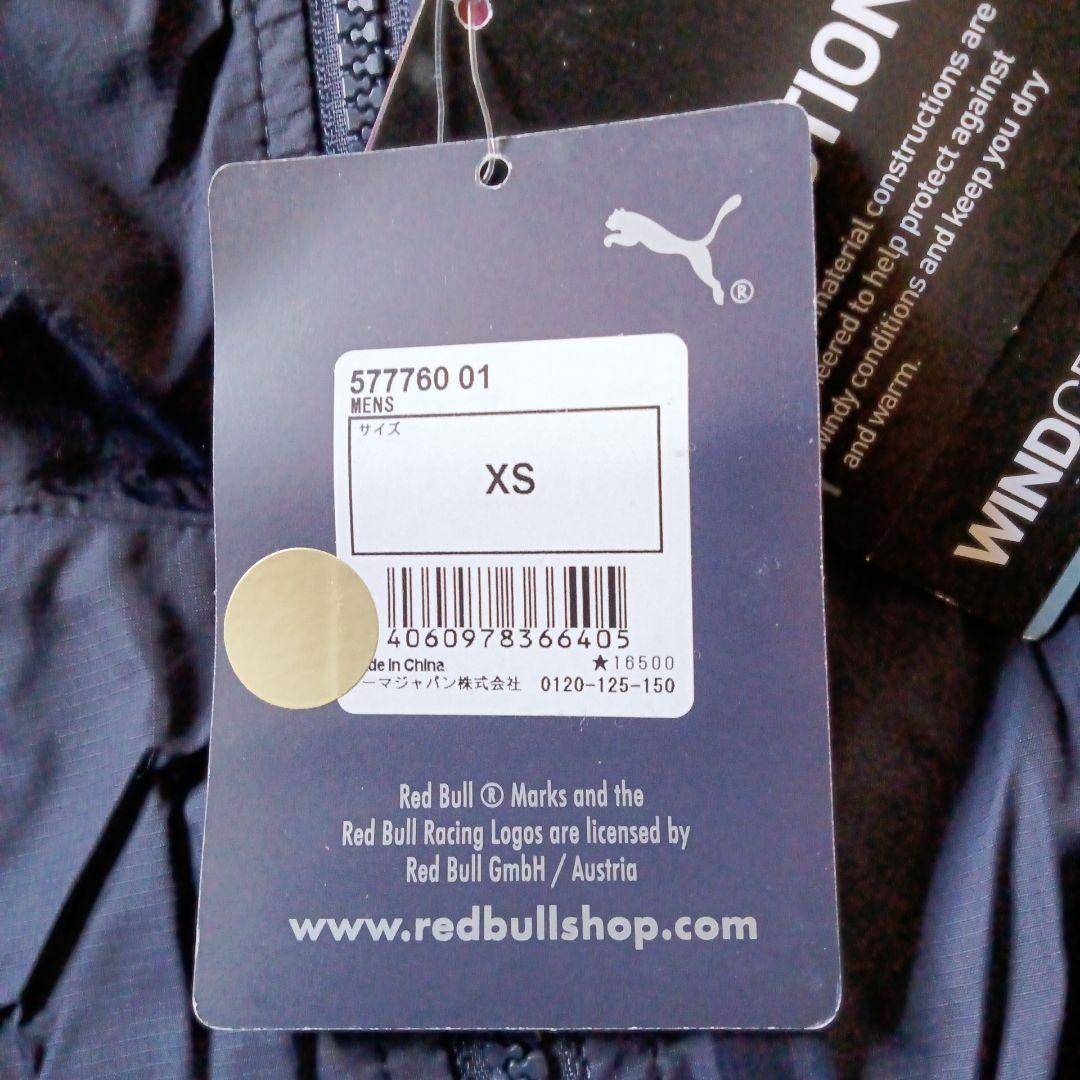 TION
material constructions are
to help protect against
windy conditions and keep you dry
and warm.
®
577760 01
MENS
サイズ
XS
4060978366405
in China
★16500
ーマジャパン株式会社 0120-125-150
Red Bull ® Marks and the
Red Bull Racing Logos are licensed by
Red Bull GmbH / Austria
www.redbullshop.com